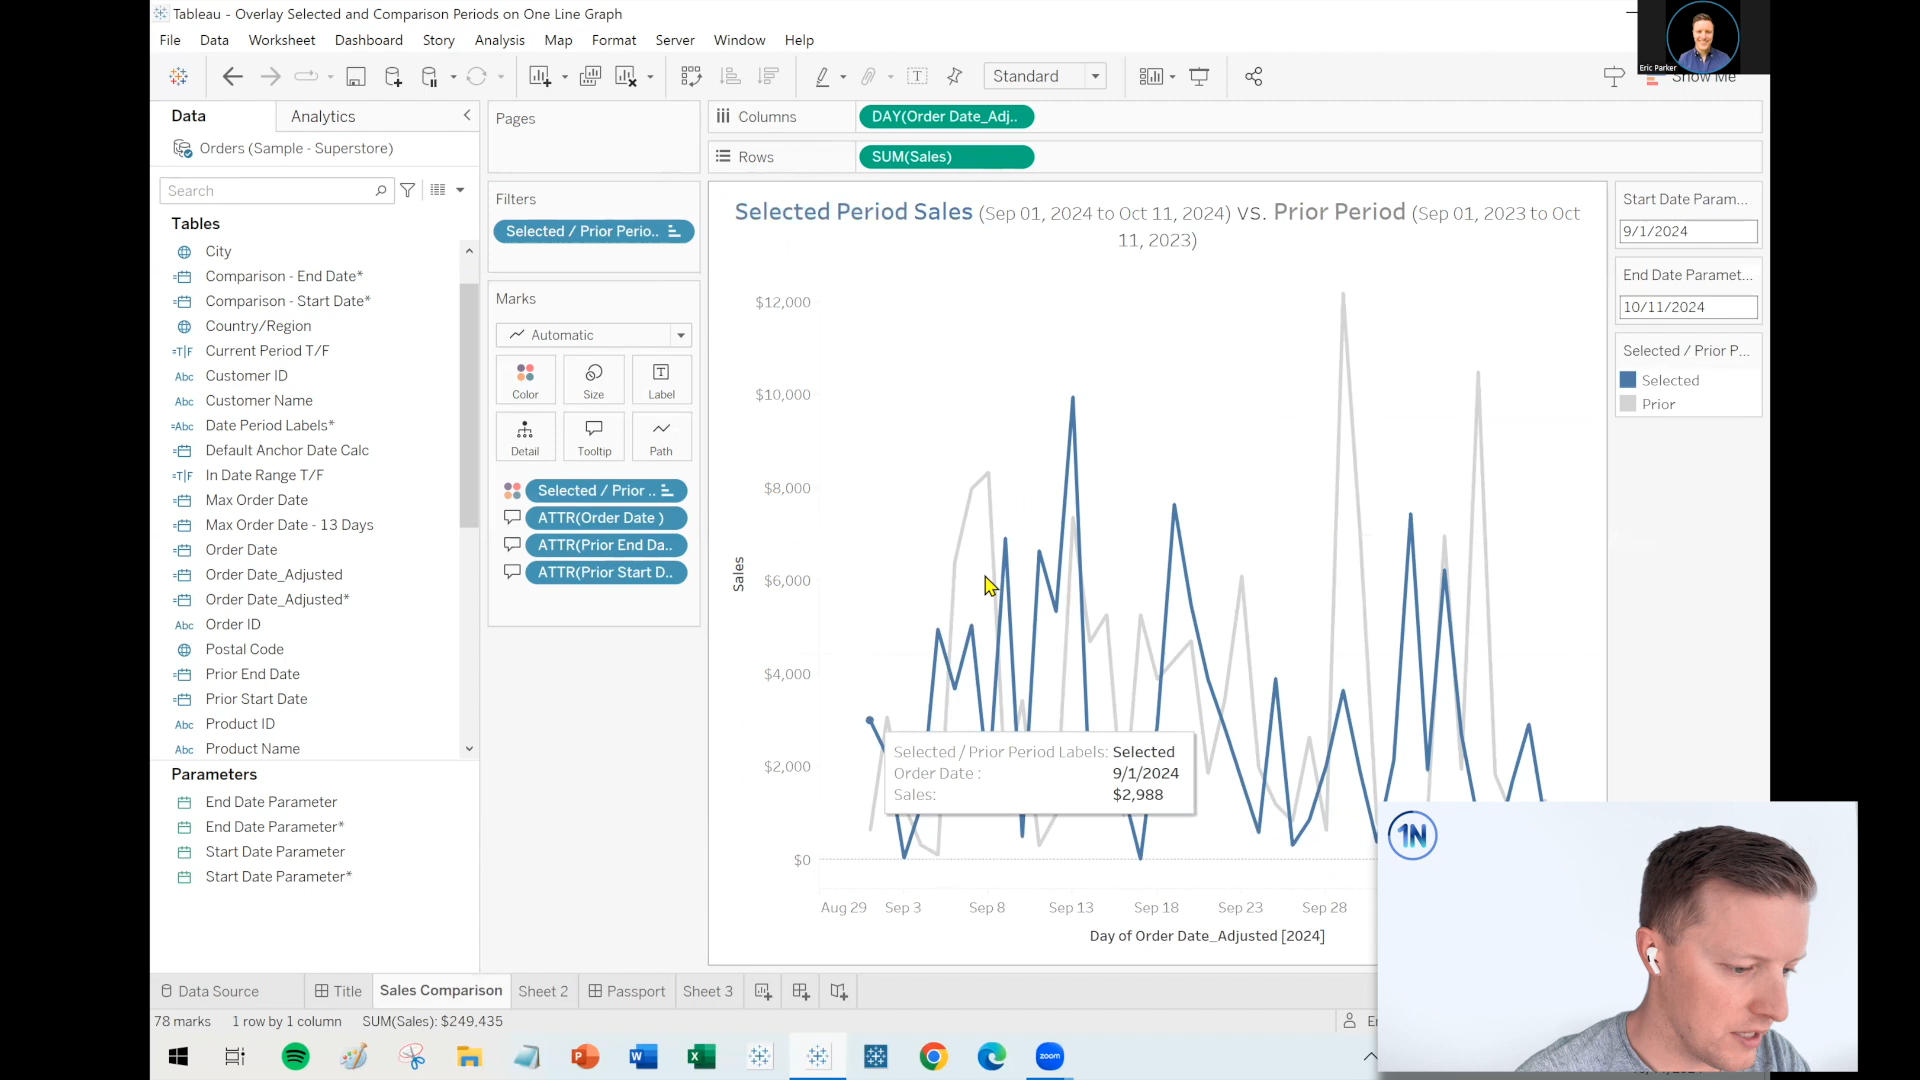 Tableau - Overlay Selected and Comparison Periods on One Line Graph
File Data Worksheet Dashboard Story Analysis Map Format Server Window Help
Eric Parker
Standard
Show Me
Data
Analytics
Orders (Sample - Superstore)
Search
Tables
City
Comparison - End Date*
Comparison - Start Date*
Country/Region
=T|F Current Period T/F
Abc Customer ID
Abc Customer Name
=Abc Date Period Labels*
Default Anchor Date Calc
=T|F In Date Range T/F
Max Order Date
Max Order Date - 13 Days
Order Date
Order Date_Adjusted
Order Date_Adjusted*
Abc Order ID
Postal Code
Prior End Date
Prior Start Date
Abc Product ID
Abc Product Name
Parameters
End Date Parameter
End Date Parameter*
Start Date Parameter
Start Date Parameter*
Pages
Filters
Selected / Prior Perio..
Marks
Automatic
Color Size Label
Detail Tooltip Path
Selected / Prior ..
ATTR(Order Date )
ATTR(Prior End Da..
ATTR(Prior Start D..
Columns
DAY(Order Date_Adj..
Rows
SUM(Sales)
Selected Period Sales (Sep 01, 2024 to Oct 11, 2024) vs. Prior Period (Sep 01, 2023 to Oct
11, 2023)
$12,000
$10,000
$8,000
$6,000
$4,000
$2,000
$0
Sales
Selected / Prior Period Labels: Selected
Order Date : 9/1/2024
Sales: $2,988
Aug 29 Sep 3 Sep 8 Sep 13 Sep 18 Sep 23 Sep 28
Day of Order Date_Adjusted [2024]
Start Date Param...
9/1/2024
End Date Paramet...
10/11/2024
Selected / Prior P...
Selected
Prior
1N
Data Source Title Sales Comparison Sheet 2 Passport Sheet 3
78 marks 1 row by 1 column SUM(Sales): $249,435
zoom